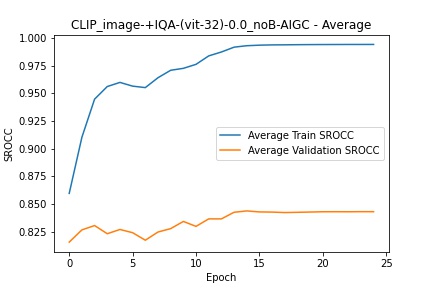 CLIP_image-+IQA-(vit-32)-0.0_noB-AIGC - Average
1.000
0.975
0.950
0.925
0.900
0.875
0.850
0.825
SROCC
Average Train SROCC
Average Validation SROCC
0 5 10 15 20 25
Epoch